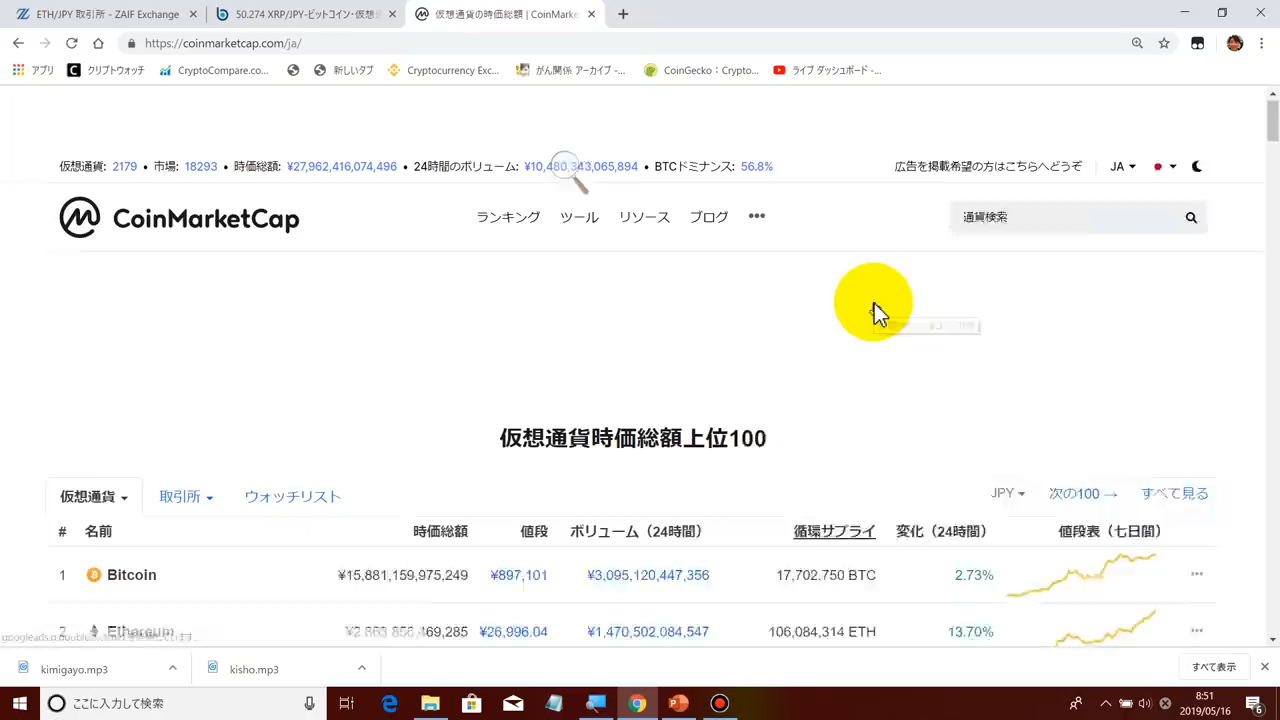 ETH/JPY 取引所 - ZAIF Exchange
50.274 XRP/JPY-ビットコイン・仮想通
仮想通貨の時価総額 | CoinMarke
https://coinmarketcap.com/ja/
アプリ
クリプトウォッチ
CryptoCompare.co...
新しいタブ
Cryptocurrency Exc...
がん関係 アーカイブ -...
CoinGecko：Crypto...
ライブ ダッシュボード -...
仮想通貨: 2179 • 市場: 18293 • 時価総額: ¥27,962,416,074,496 • 24時間のボリューム: ¥10,480,343,065,894 • BTCドミナンス: 56.8%
広告を掲載希望の方はこちらへどうぞ
JA
CoinMarketCap
ランキング
ツール
リソース
ブログ
•••
通貨検索
仮想通貨時価総額上位100
仮想通貨
取引所
ウォッチリスト
JPY
次の100 →
すべて見る
# 名前 時価総額 値段 ボリューム（24時間） 循環サプライ 変化（24時間） 値段表（七日間）
1 Bitcoin ¥15,881,159,975,249 ¥897,101 ¥3,095,120,447,356 17,702.750 BTC 2.73%
2 Ethereum ¥26,996.04 ¥1,470,502,084,547 106,084,314 ETH 13.70%
kimigayo.mp3
kisho.mp3
すべて表示
ここに入力して検索
8:51
2019/05/16
6